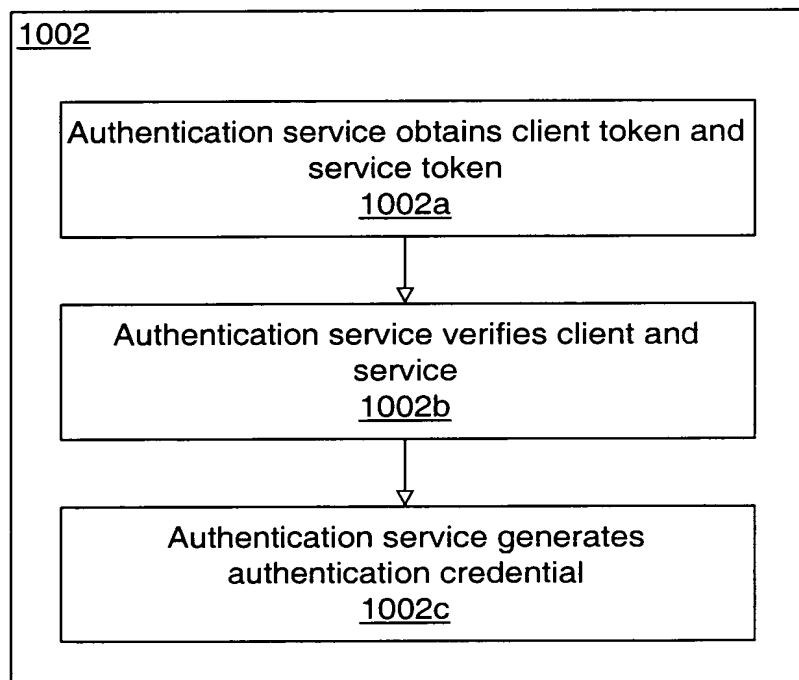 1002
Authentication service obtains client token and
service token
1002a
Authentication service verifies client and
service
1002b
Authentication service generates
authentication credential
1002c